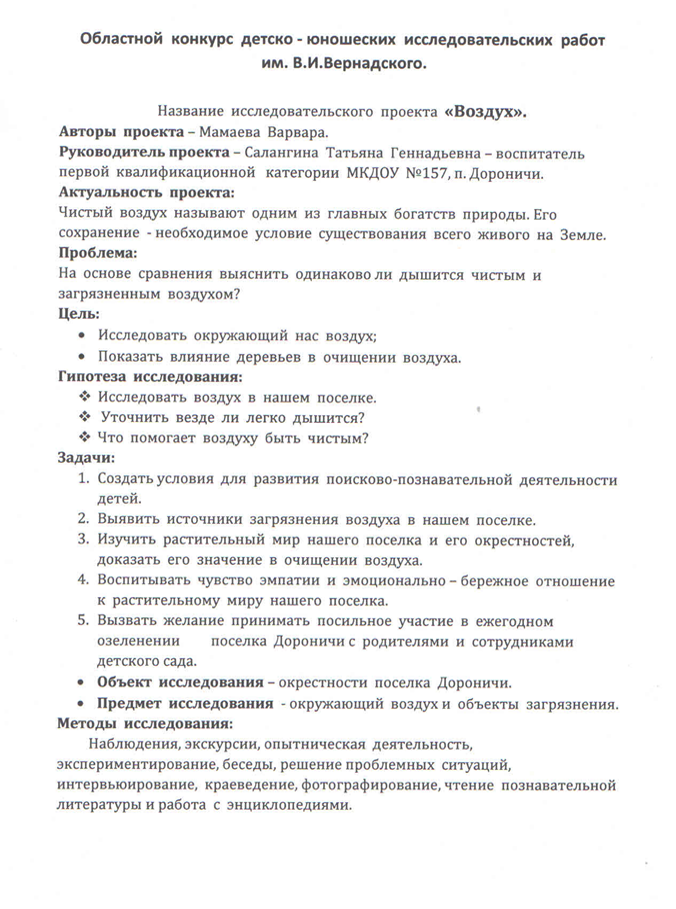 Областной конкурс детско - юношеских исследовательских работ
им. В.И.Вернадского.
Название исследовательского проекта «Воздух».
Авторы проекта – Мамаева Варвара.
Руководитель проекта – Салангина Татьяна Геннадьевна – воспитатель
первой квалификационной категории МКДОУ №157, п. Дороничи.
Актуальность проекта:
Чистый воздух называют одним из главных богатств природы. Его
сохранение - необходимое условие существования всего живого на Земле.
Проблема:
На основе сравнения выяснить одинаково ли дышится чистым и
загрязненным воздухом?
Цель:
• Исследовать окружающий нас воздух;
• Показать влияние деревьев в очищении воздуха.
Гипотеза исследования:
❖ Исследовать воздух в нашем поселке.
❖ Уточнить везде ли легко дышится?
❖ Что помогает воздуху быть чистым?
Задачи:
1. Создать условия для развития поисково-познавательной деятельности
детей.
2. Выявить источники загрязнения воздуха в нашем поселке.
3. Изучить растительный мир нашего поселка и его окрестностей,
доказать его значение в очищении воздуха.
4. Воспитывать чувство эмпатии и эмоционально – бережное отношение
к растительному миру нашего поселка.
5. Вызвать желание принимать посильное участие в ежегодном
озеленении поселка Дороничи с родителями и сотрудниками
детского сада.
• Объект исследования – окрестности поселка Дороничи.
• Предмет исследования - окружающий воздух и объекты загрязнения.
Методы исследования:
Наблюдения, экскурсии, опытническая деятельность,
экспериментирование, беседы, решение проблемных ситуаций,
интервьюирование, краеведение, фотографирование, чтение познавательной
литературы и работа с энциклопедиями.